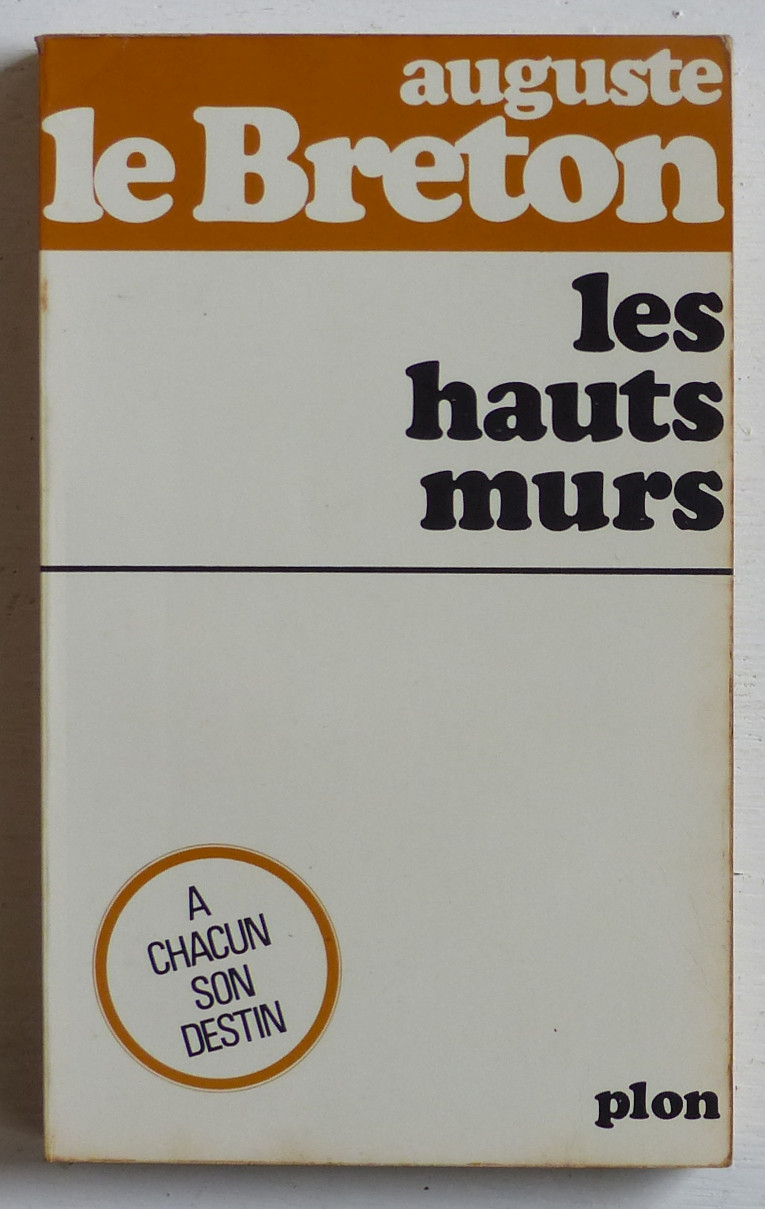 auguste
le Breton
les
hauts
murs
A
CHACUN
SON
DESTIN
plon